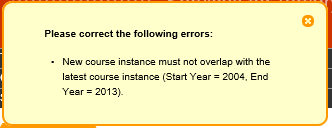 Please correct the following errors:
• New course instance must not overlap with the
latest course instance (Start Year = 2004, End
Year = 2013).